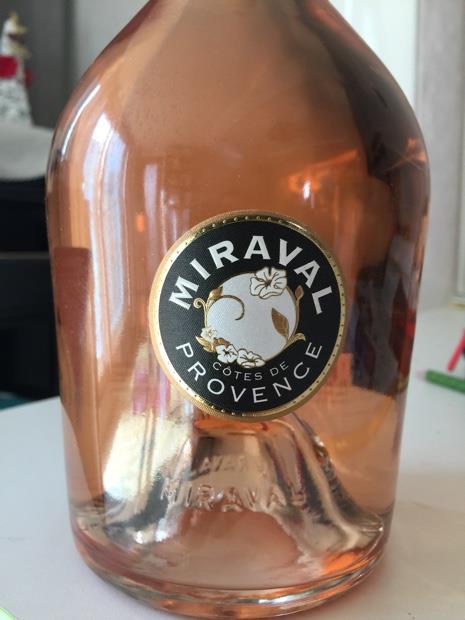 MIRAVAL
CÔTES DE
PROVENCE
MIRAVAL